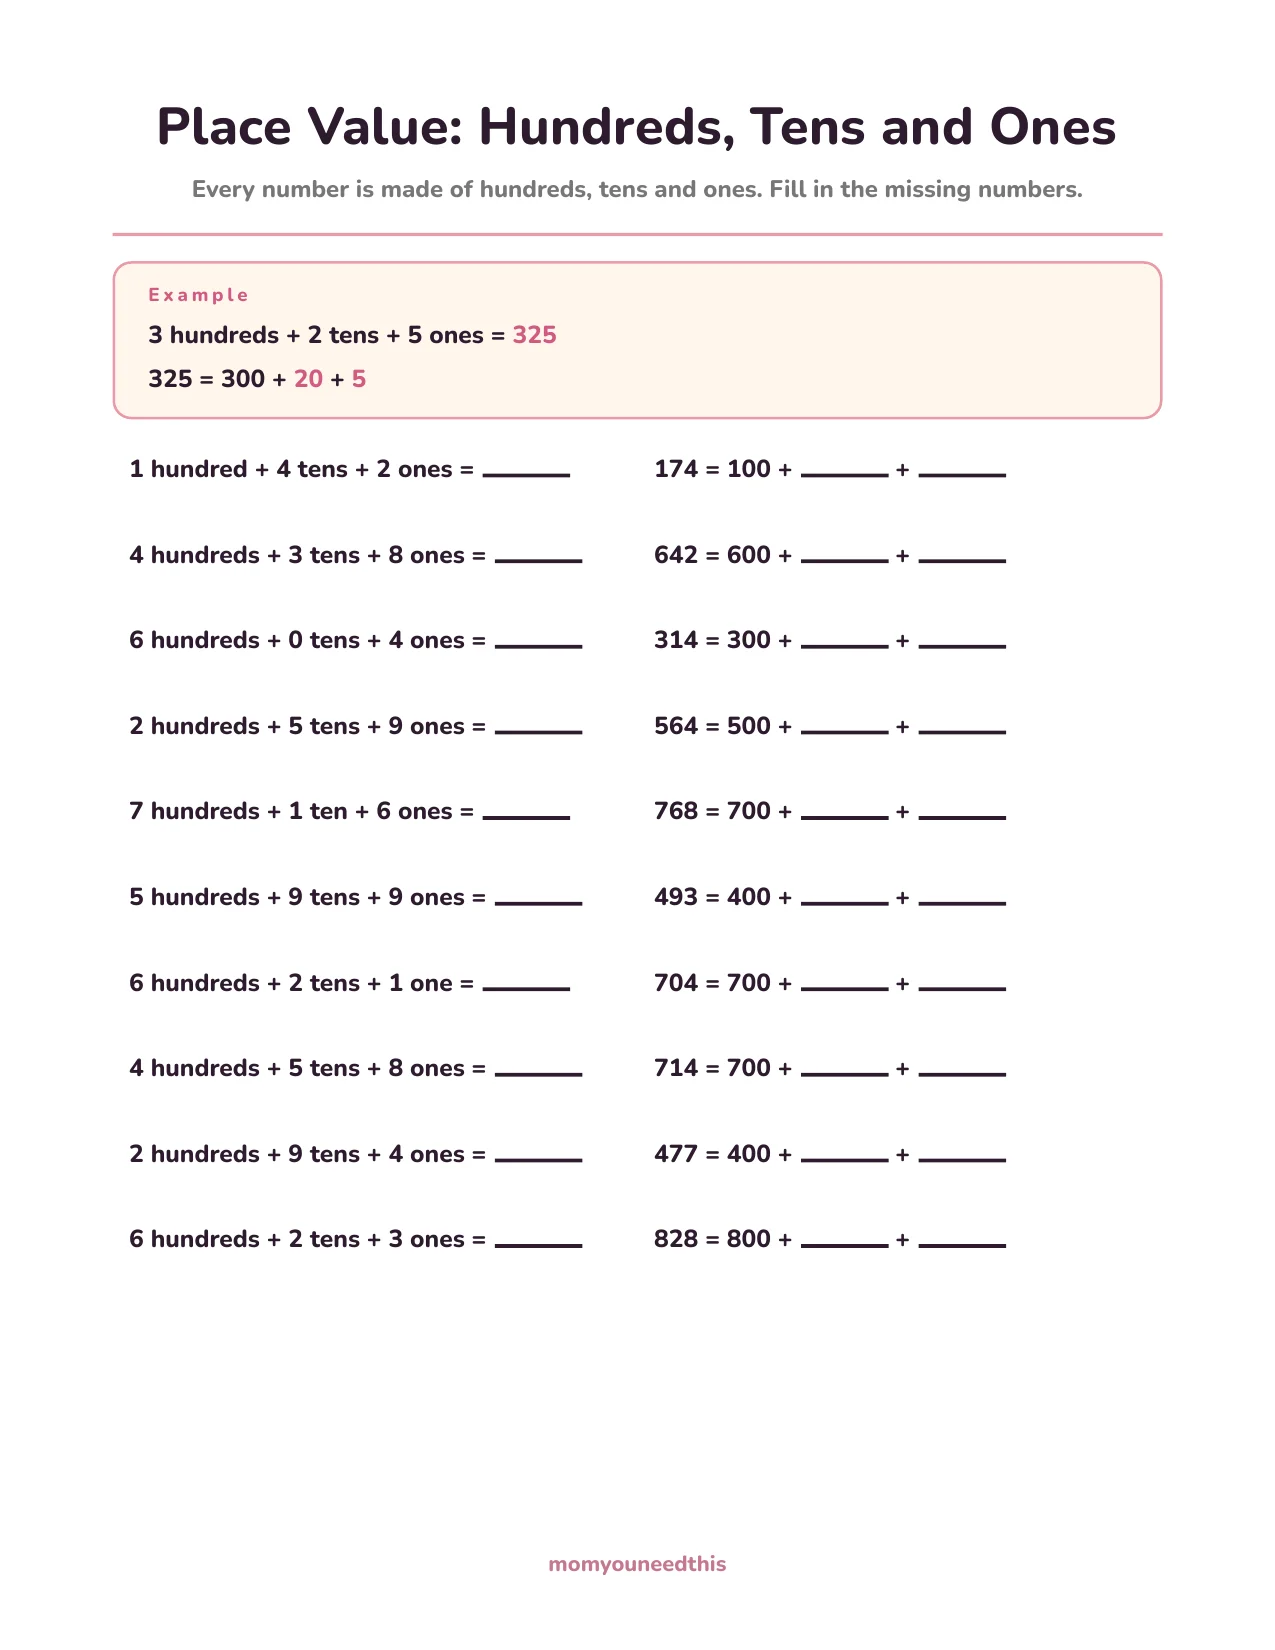 Place Value: Hundreds, Tens and Ones
Every number is made of hundreds, tens and ones. Fill in the missing numbers.
Example
3 hundreds + 2 tens + 5 ones = 325
325 = 300 + 20 + 5
1 hundred + 4 tens + 2 ones = ______
174 = 100 + ______ + ______
4 hundreds + 3 tens + 8 ones = ______
642 = 600 + ______ + ______
6 hundreds + 0 tens + 4 ones = ______
314 = 300 + ______ + ______
2 hundreds + 5 tens + 9 ones = ______
564 = 500 + ______ + ______
7 hundreds + 1 ten + 6 ones = ______
768 = 700 + ______ + ______
5 hundreds + 9 tens + 9 ones = ______
493 = 400 + ______ + ______
6 hundreds + 2 tens + 1 one = ______
704 = 700 + ______ + ______
4 hundreds + 5 tens + 8 ones = ______
714 = 700 + ______ + ______
2 hundreds + 9 tens + 4 ones = ______
477 = 400 + ______ + ______
6 hundreds + 2 tens + 3 ones = ______
828 = 800 + ______ + ______
momyouneedthis